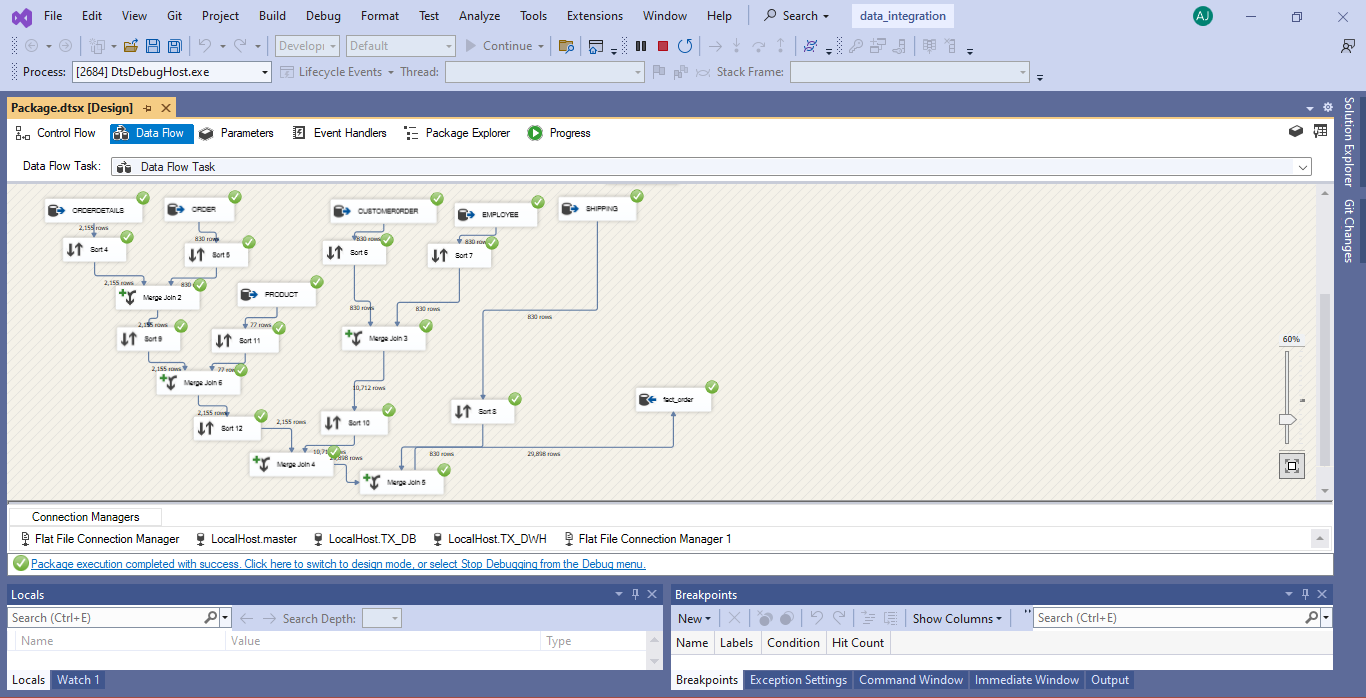 File Edit View Git Project Build Debug Format Test Analyze Tools Extensions Window Help Search data_integration AJ
Developi Default Continue
Process: [2684] DtsDebugHost.exe Lifecycle Events Thread: Stack Frame:
Package.dtsx [Design]
Control Flow Data Flow Parameters Event Handlers Package Explorer Progress
Data Flow Task: Data Flow Task
ORDERDETAILS ORDER CUSTOMERORDER EMPLOYEE SHIPPING
2,155 rows 830 rows 830 rows 830 rows
Sort 4 Sort 5 Sort 6 Sort 7
2,155 rows 830
Merge Join 2 PRODUCT
830 rows 830 rows 830 rows
2,155 rows 77 rows
Sort 9 Sort 11 Merge Join 3
2,155 rows 77 rows
Merge Join 6
10,712 rows
fact_order
2,155 rows
Sort 12 2,155 rows Sort 10 Sort 8
29,898 rows 830 rows 29,898 rows
Merge Join 4
Merge Join 5
60%
Solution Explorer
Git Changes
Connection Managers
Flat File Connection Manager LocalHost.master LocalHost.TX_DB LocalHost.TX_DWH Flat File Connection Manager 1
Package execution completed with success. Click here to switch to design mode, or select Stop Debugging from the Debug menu.
Locals
Search (Ctrl+E) Search Depth:
Name Value Type
Locals Watch 1
Breakpoints
New Show Columns " Search (Ctrl+E)
Name Labels Condition Hit Count
Breakpoints Exception Settings Command Window Immediate Window Output